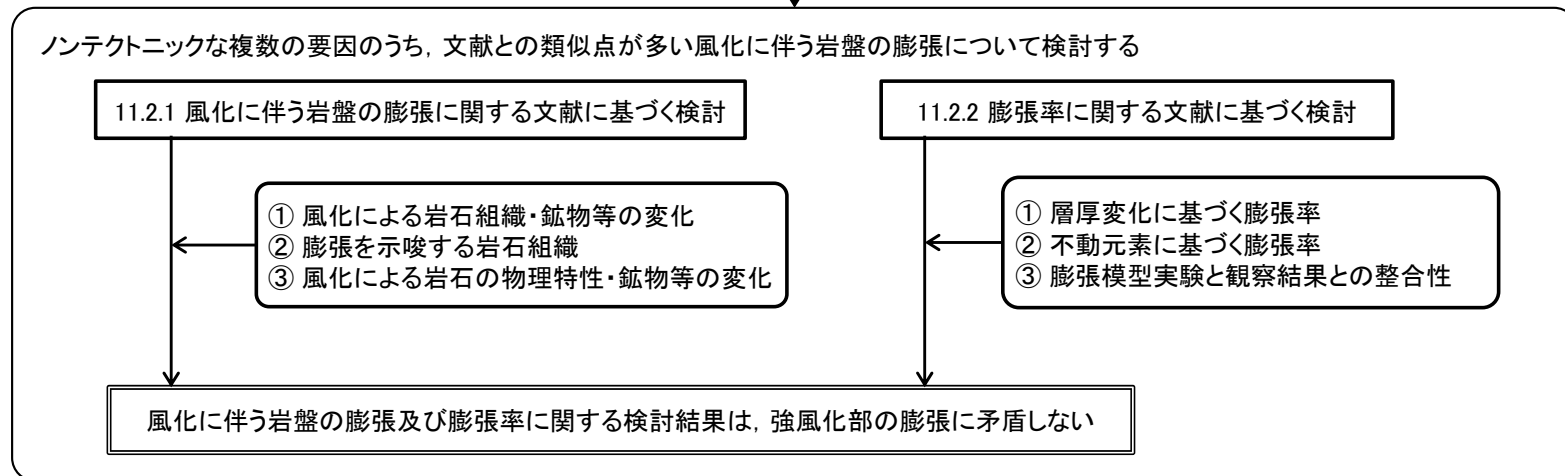 ノンテクトニックな複数の要因のうち，文献との類似点が多い風化に伴う岩盤の膨張について検討する
11.2.1 風化に伴う岩盤の膨張に関する文献に基づく検討
① 風化による岩石組織・鉱物等の変化
② 膨張を示唆する岩石組織
③ 風化による岩石の物理特性・鉱物等の変化
11.2.2 膨張率に関する文献に基づく検討
① 層厚変化に基づく膨張率
② 不動元素に基づく膨張率
③ 膨張模型実験と観察結果との整合性
風化に伴う岩盤の膨張及び膨張率に関する検討結果は，強風化部の膨張に矛盾しない